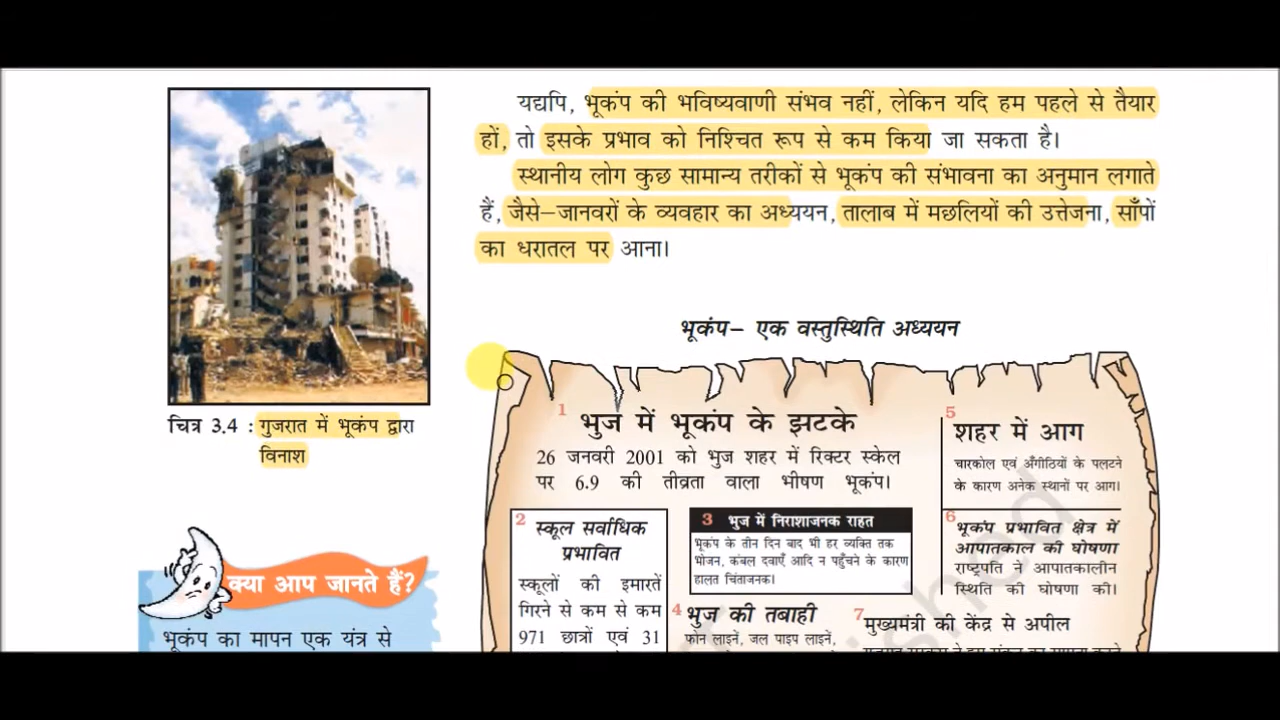 यद्यपि, भूकंप की भविष्यवाणी संभव नहीं, लेकिन यदि हम पहले से तैयार
हों, तो इसके प्रभाव को निश्चित रूप से कम किया जा सकता है।
स्थानीय लोग कुछ सामान्य तरीकों से भूकंप की संभावना का अनुमान लगाते
हैं, जैसे–जानवरों के व्यवहार का अध्ययन, तालाब में मछलियों की उत्तेजना, साँपों
का धरातल पर आना।
चित्र 3.4 : गुजरात में भूकंप द्वारा
विनाश
क्या आप जानते हैं?
भूकंप का मापन एक यंत्र से
भूकंप– एक वस्तुस्थिति अध्ययन
1
भुज में भूकंप के झटके
26 जनवरी 2001 को भुज शहर में रिक्टर स्केल
पर 6.9 की तीव्रता वाला भीषण भूकंप।
2 स्कूल सर्वाधिक
प्रभावित
स्कूलों की इमारतें
गिरने से कम से कम
971 छात्रों एवं 31
3 भुज में निराशाजनक राहत
भूकंप के तीन दिन बाद भी हर व्यक्ति तक
भोजन, कंबल दवाएँ आदि न पहुँचने के कारण
हालत चिंताजनक।
4 भुज की तबाही
फोन लाइनें, जल पाइप लाइनें,
5
शहर में आग
चारकोल एवं अँगीठियों के पलटने
के कारण अनेक स्थानों पर आग।
6
भूकंप प्रभावित क्षेत्र में
आपातकाल की घोषणा
राष्ट्रपति ने आपातकालीन
स्थिति की घोषणा की।
7
मुख्यमंत्री की केंद्र से अपील